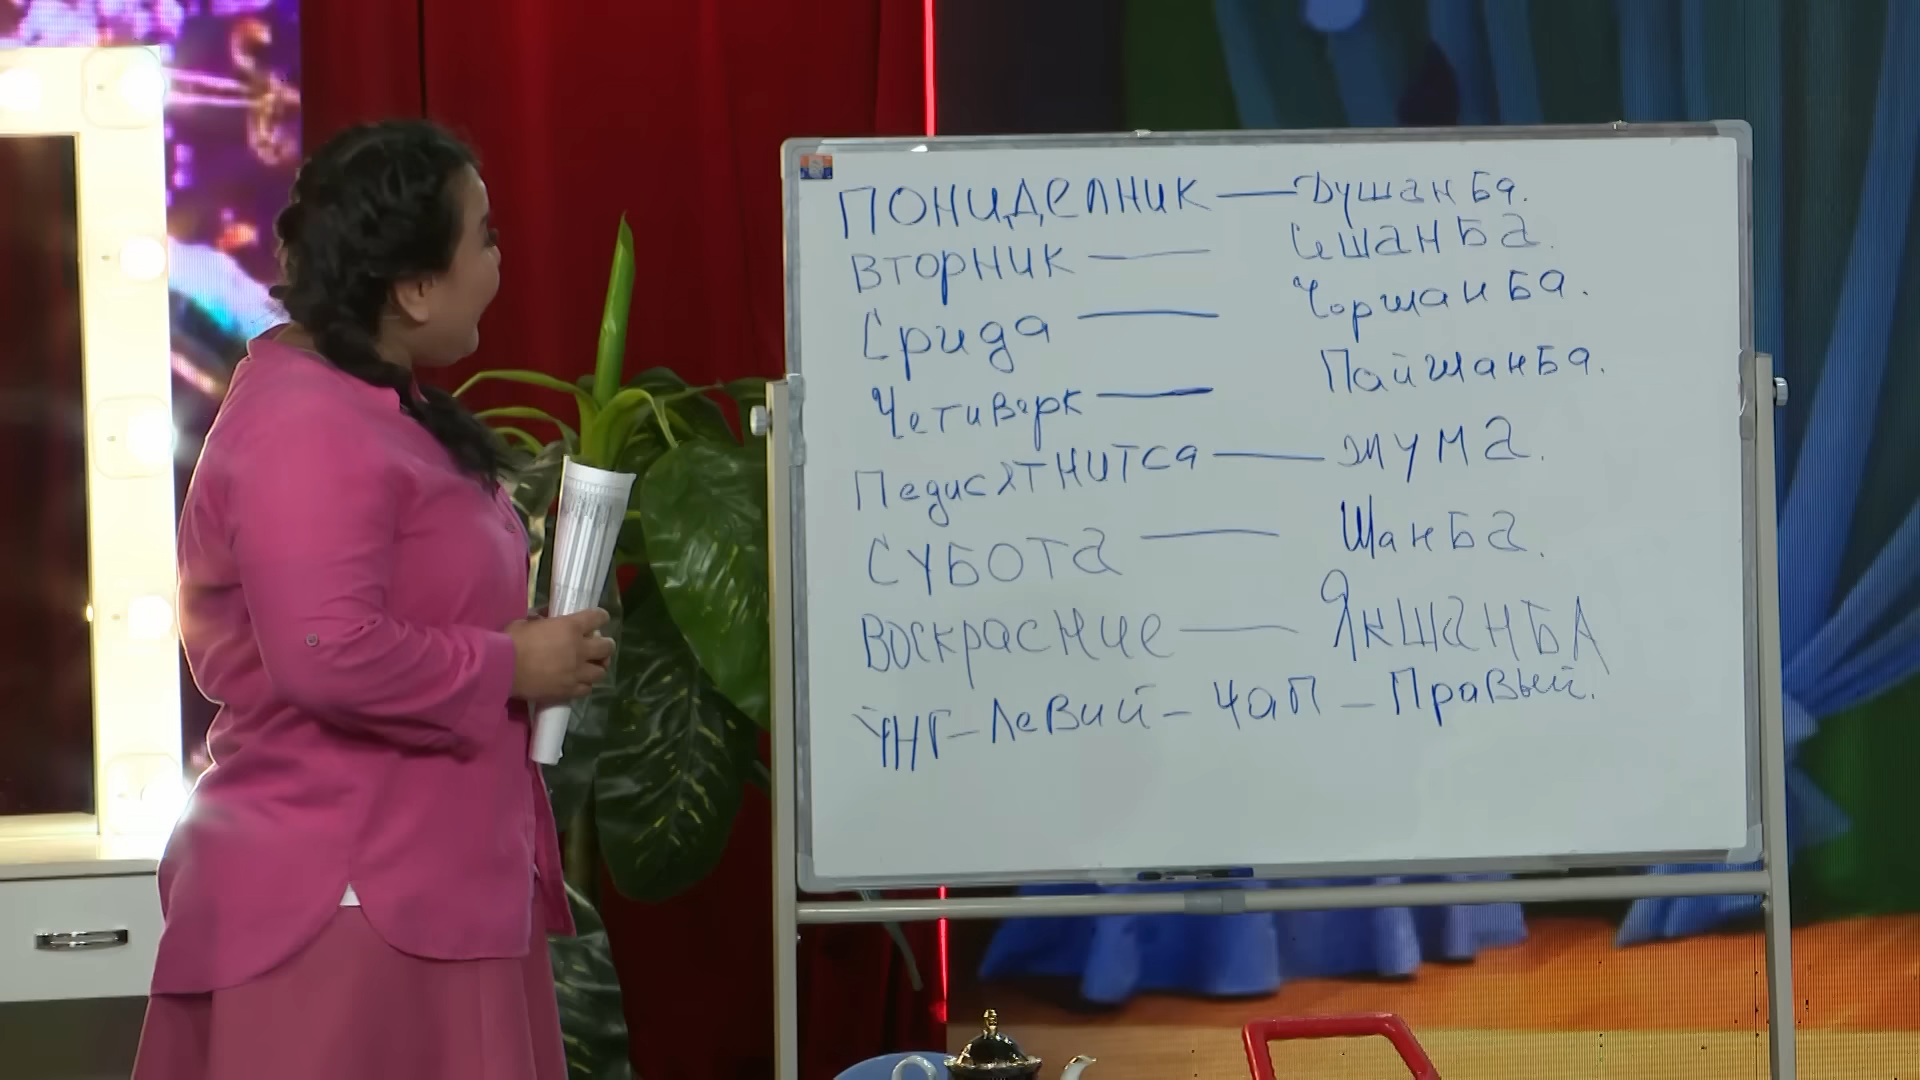 ПОНИДЕЛНИК — Душанба.
ВТОРНИК — Сешанба.
Срида — Чоршанба.
Четиверк — Пайшанба.
ПедисятНИТСЯ — жума.
СУБОТА — Шанба.
Воскрасние — ЯкшанбА
ЎНГ - Левий - Чап - Правый.